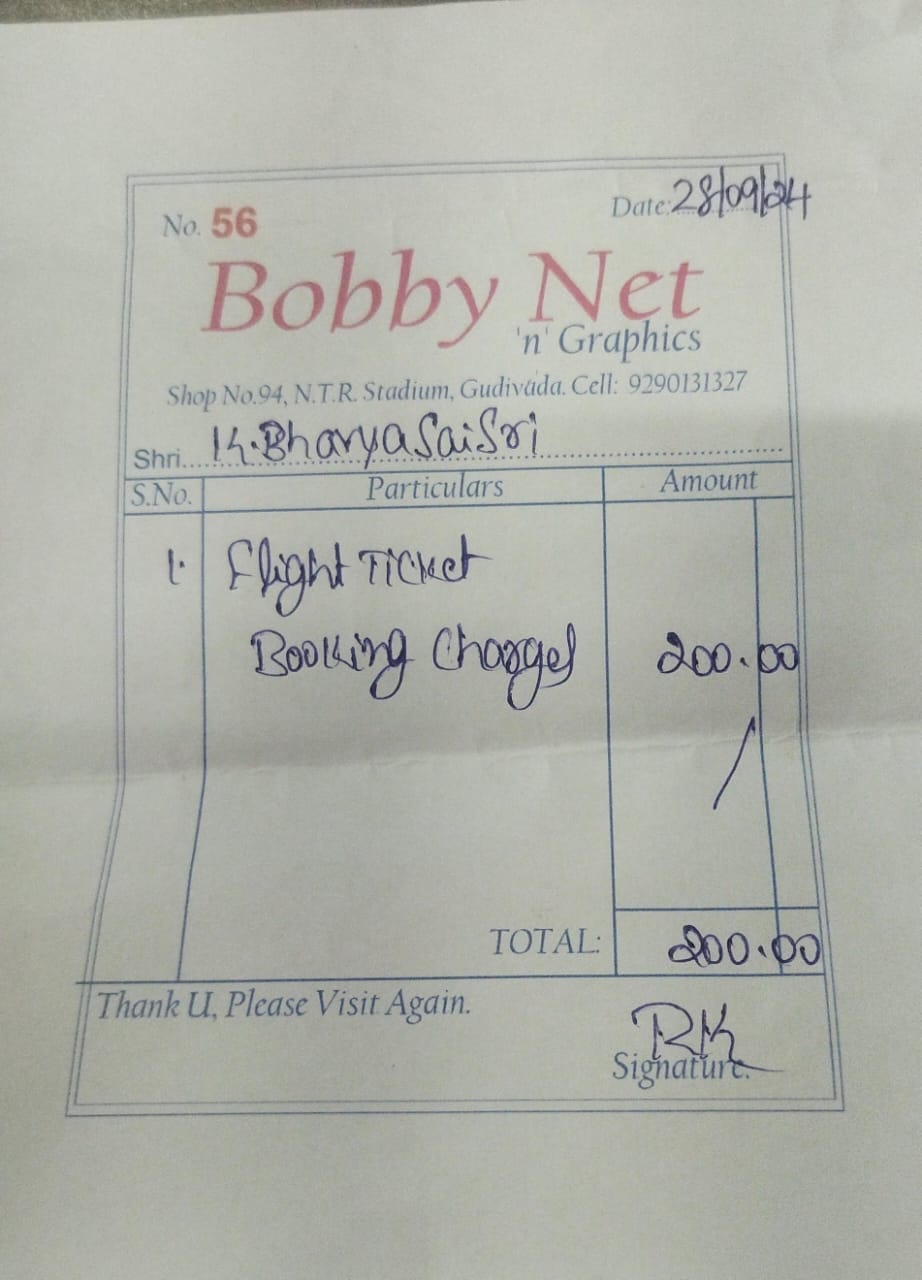 No. 56 Date: 28/09/24
Bobby Net
'n' Graphics
Shop No.94, N.T.R. Stadium, Gudivada. Cell: 9290131327
Shri. K. Bhavya Sai Sri
S.No. Particulars Amount
1. Flight Ticket
Booking Charges 200.00
TOTAL: 200.00
Thank U, Please Visit Again.
RK
Signature.